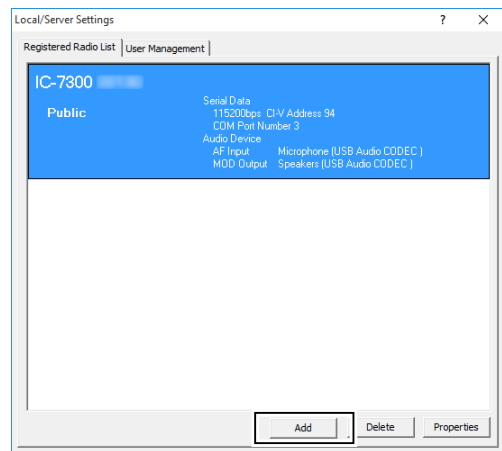 Local/Server Settings ? ×
Registered Radio List User Management
IC-7300
Public
Serial Data
115200bps CI-V Address 94
COM Port Number 3
Audio Device
AF Input Microphone (USB Audio CODEC )
MOD Output Speakers (USB Audio CODEC )
Add Delete Properties